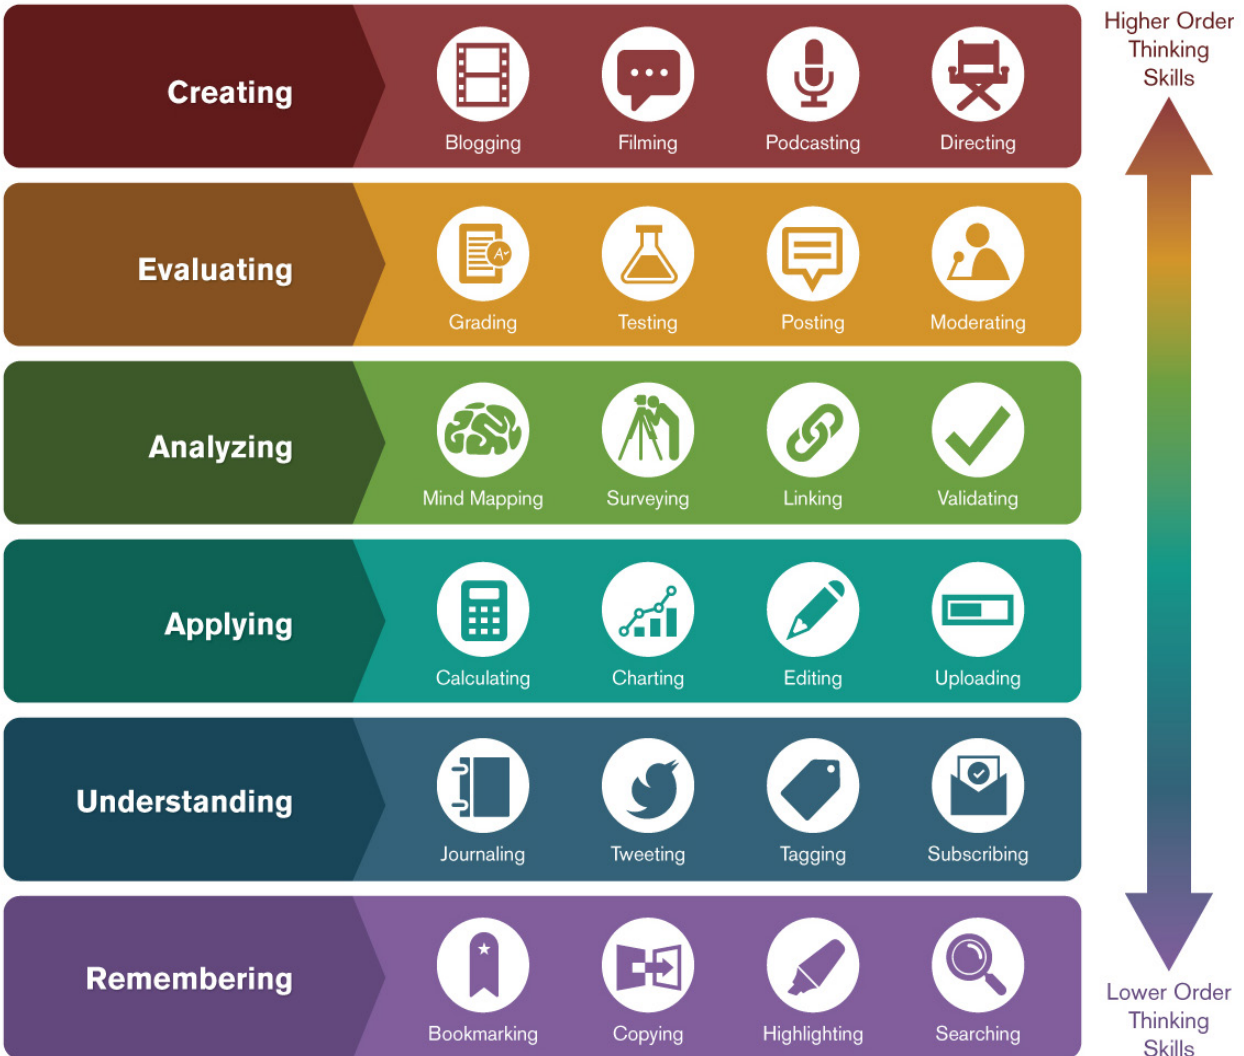 Higher Order
Thinking
Skills
Creating
Blogging Filming Podcasting Directing
Evaluating
A+
Grading Testing Posting Moderating
Analyzing
Mind Mapping Surveying Linking Validating
Applying
Calculating Charting Editing Uploading
Understanding
Journaling Tweeting Tagging Subscribing
Remembering
Bookmarking Copying Highlighting Searching
Lower Order
Thinking
Skills